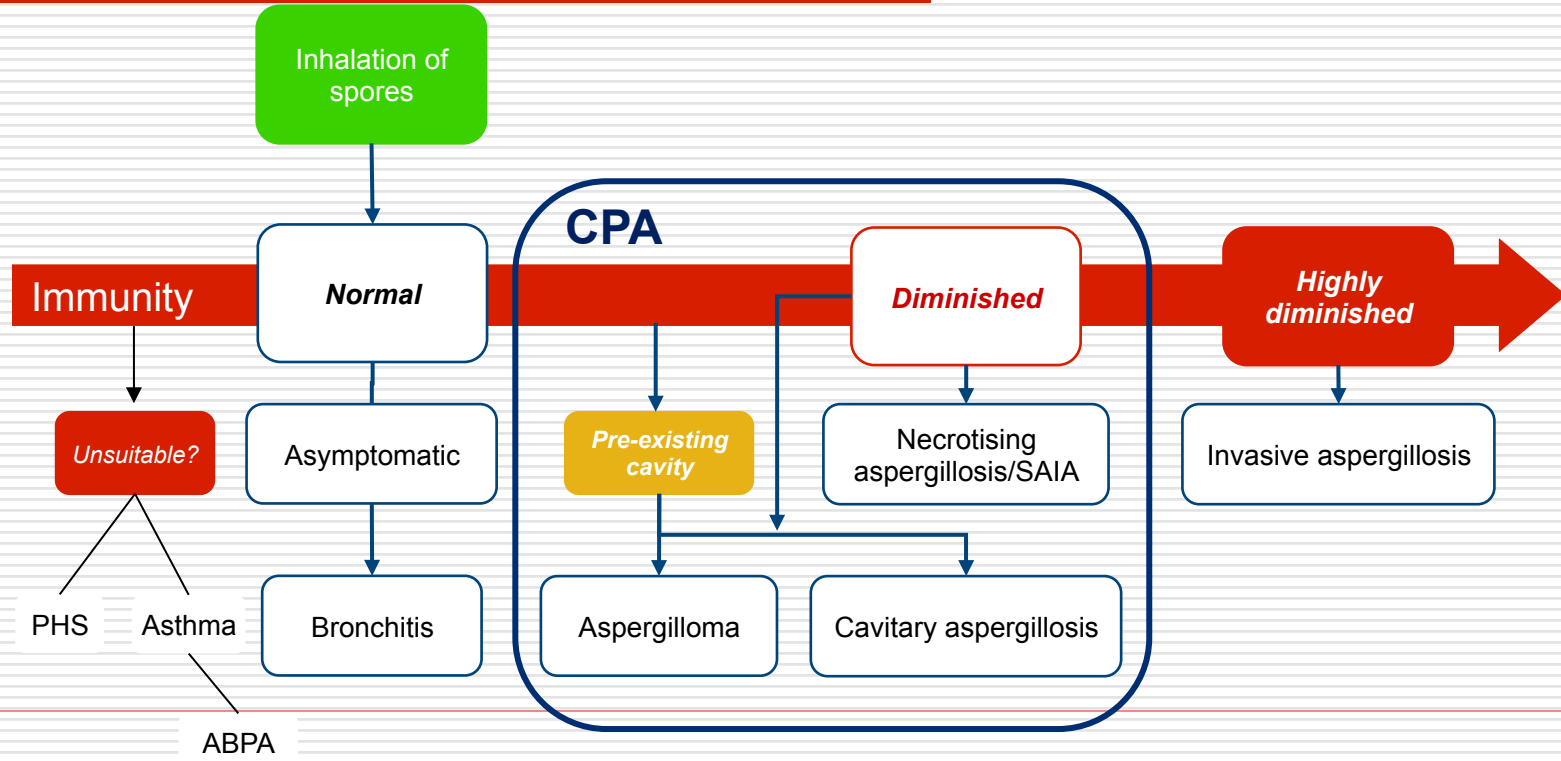 Inhalation of
spores
CPA
Immunity
Normal
Diminished
Highly
diminished
Unsuitable?
Asymptomatic
Pre-existing
cavity
Necrotising
aspergillosis/SAIA
Invasive aspergillosis
PHS
Asthma
Bronchitis
Aspergilloma
Cavitary aspergillosis
ABPA